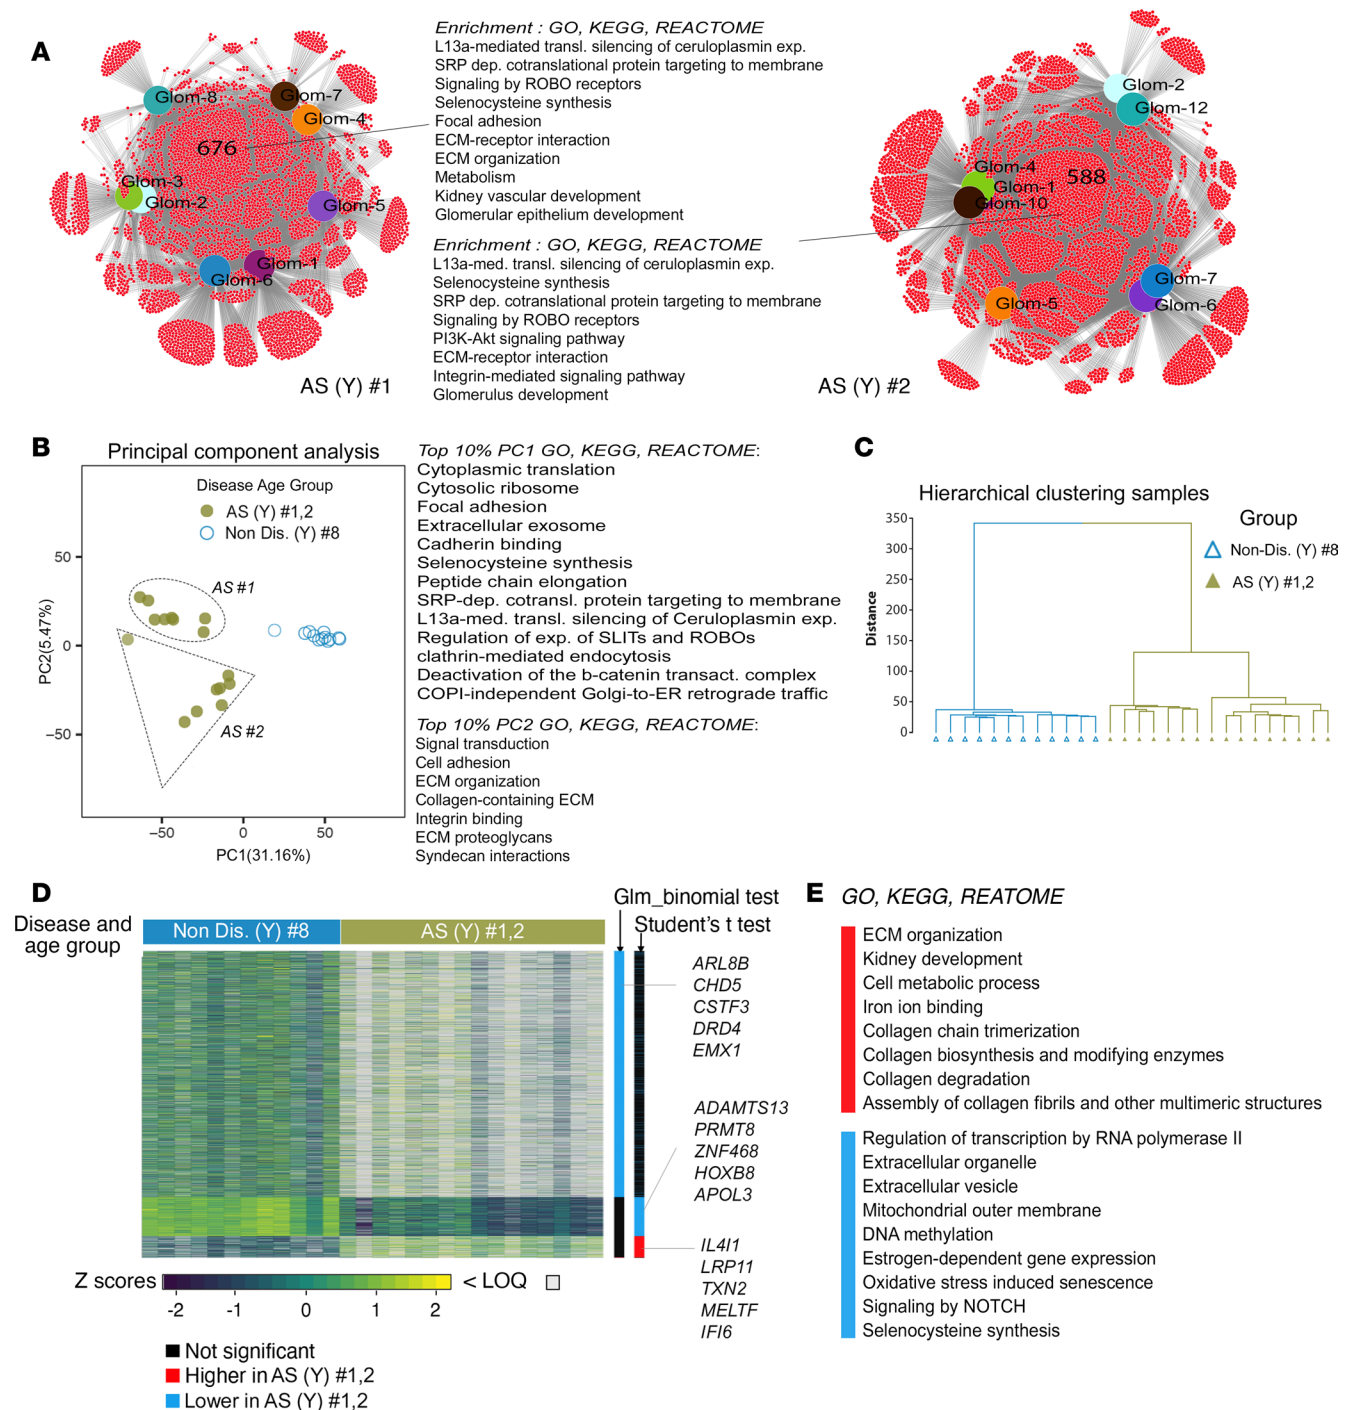 A
Enrichment : GO, KEGG, REACTOME
L13a-mediated transl. silencing of ceruloplasmin exp.
SRP dep. cotranslational protein targeting to membrane
Signaling by ROBO receptors
Selenocysteine synthesis
Focal adhesion
ECM-receptor interaction
ECM organization
Metabolism
Kidney vascular development
Glomerular epithelium development
Enrichment : GO, KEGG, REACTOME
L13a-med. transl. silencing of ceruloplasmin exp.
Selenocysteine synthesis
SRP dep. cotranslational protein targeting to membrane
Signaling by ROBO receptors
PI3K-Akt signaling pathway
ECM-receptor interaction
Integrin-mediated signaling pathway
Glomerulus development
Glom-8
Glom-7
Glom-4
676
Glom-3
Glom-2
Glom-5
Glom-1
Glom-6
AS (Y) #1
Glom-2
Glom-12
Glom-4
Glom-1
588
Glom-10
Glom-7
Glom-5
Glom-6
AS (Y) #2
B
Principal component analysis
Disease Age Group
AS (Y) #1,2
Non Dis. (Y) #8
AS #1
AS #2
50
0
−50
PC2(5.47%)
−50
0
50
PC1(31.16%)
Top 10% PC1 GO, KEGG, REACTOME:
Cytoplasmic translation
Cytosolic ribosome
Focal adhesion
Extracellular exosome
Cadherin binding
Selenocysteine synthesis
Peptide chain elongation
SRP-dep. cotransl. protein targeting to membrane
L13a-med. transl. silencing of Ceruloplasmin exp.
Regulation of exp. of SLITs and ROBOs
clathrin-mediated endocytosis
Deactivation of the b-catenin transact. complex
COPI-independent Golgi-to-ER retrograde traffic
Top 10% PC2 GO, KEGG, REACTOME:
Signal transduction
Cell adhesion
ECM organization
Collagen-containing ECM
Integrin binding
ECM proteoglycans
Syndecan interactions
C
Hierarchical clustering samples
Group
Non-Dis. (Y) #8
AS (Y) #1,2
Distance
350
300
250
200
150
100
50
0
D
Disease and
age group
Non Dis. (Y) #8
AS (Y) #1,2
Glm_binomial test
Student's t test
ARL8B
CHD5
CSTF3
DRD4
EMX1
ADAMTS13
PRMT8
ZNF468
HOXB8
APOL3
IL4I1
LRP11
TXN2
MELTF
IFI6
Z scores
< LOQ
-2
-1
0
1
2
Not significant
Higher in AS (Y) #1,2
Lower in AS (Y) #1,2
E
GO, KEGG, REATOME
ECM organization
Kidney development
Cell metabolic process
Iron ion binding
Collagen chain trimerization
Collagen biosynthesis and modifying enzymes
Collagen degradation
Assembly of collagen fibrils and other multimeric structures
Regulation of transcription by RNA polymerase II
Extracellular organelle
Extracellular vesicle
Mitochondrial outer membrane
DNA methylation
Estrogen-dependent gene expression
Oxidative stress induced senescence
Signaling by NOTCH
Selenocysteine synthesis